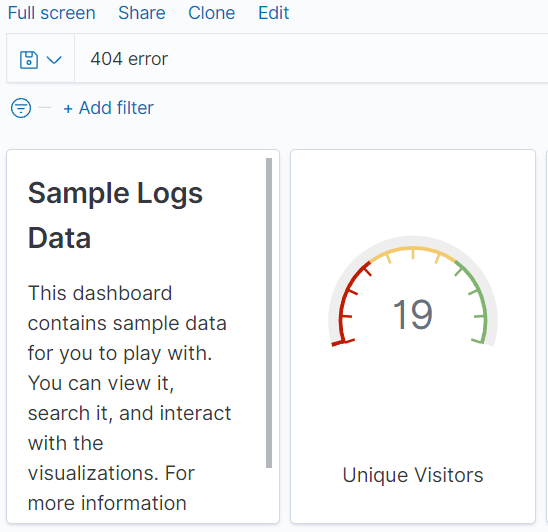 Full screen Share Clone Edit
404 error
+ Add filter
Sample Logs
Data
This dashboard
contains sample data
for you to play with.
You can view it,
search it, and interact
with the
visualizations. For
more information
19
Unique Visitors